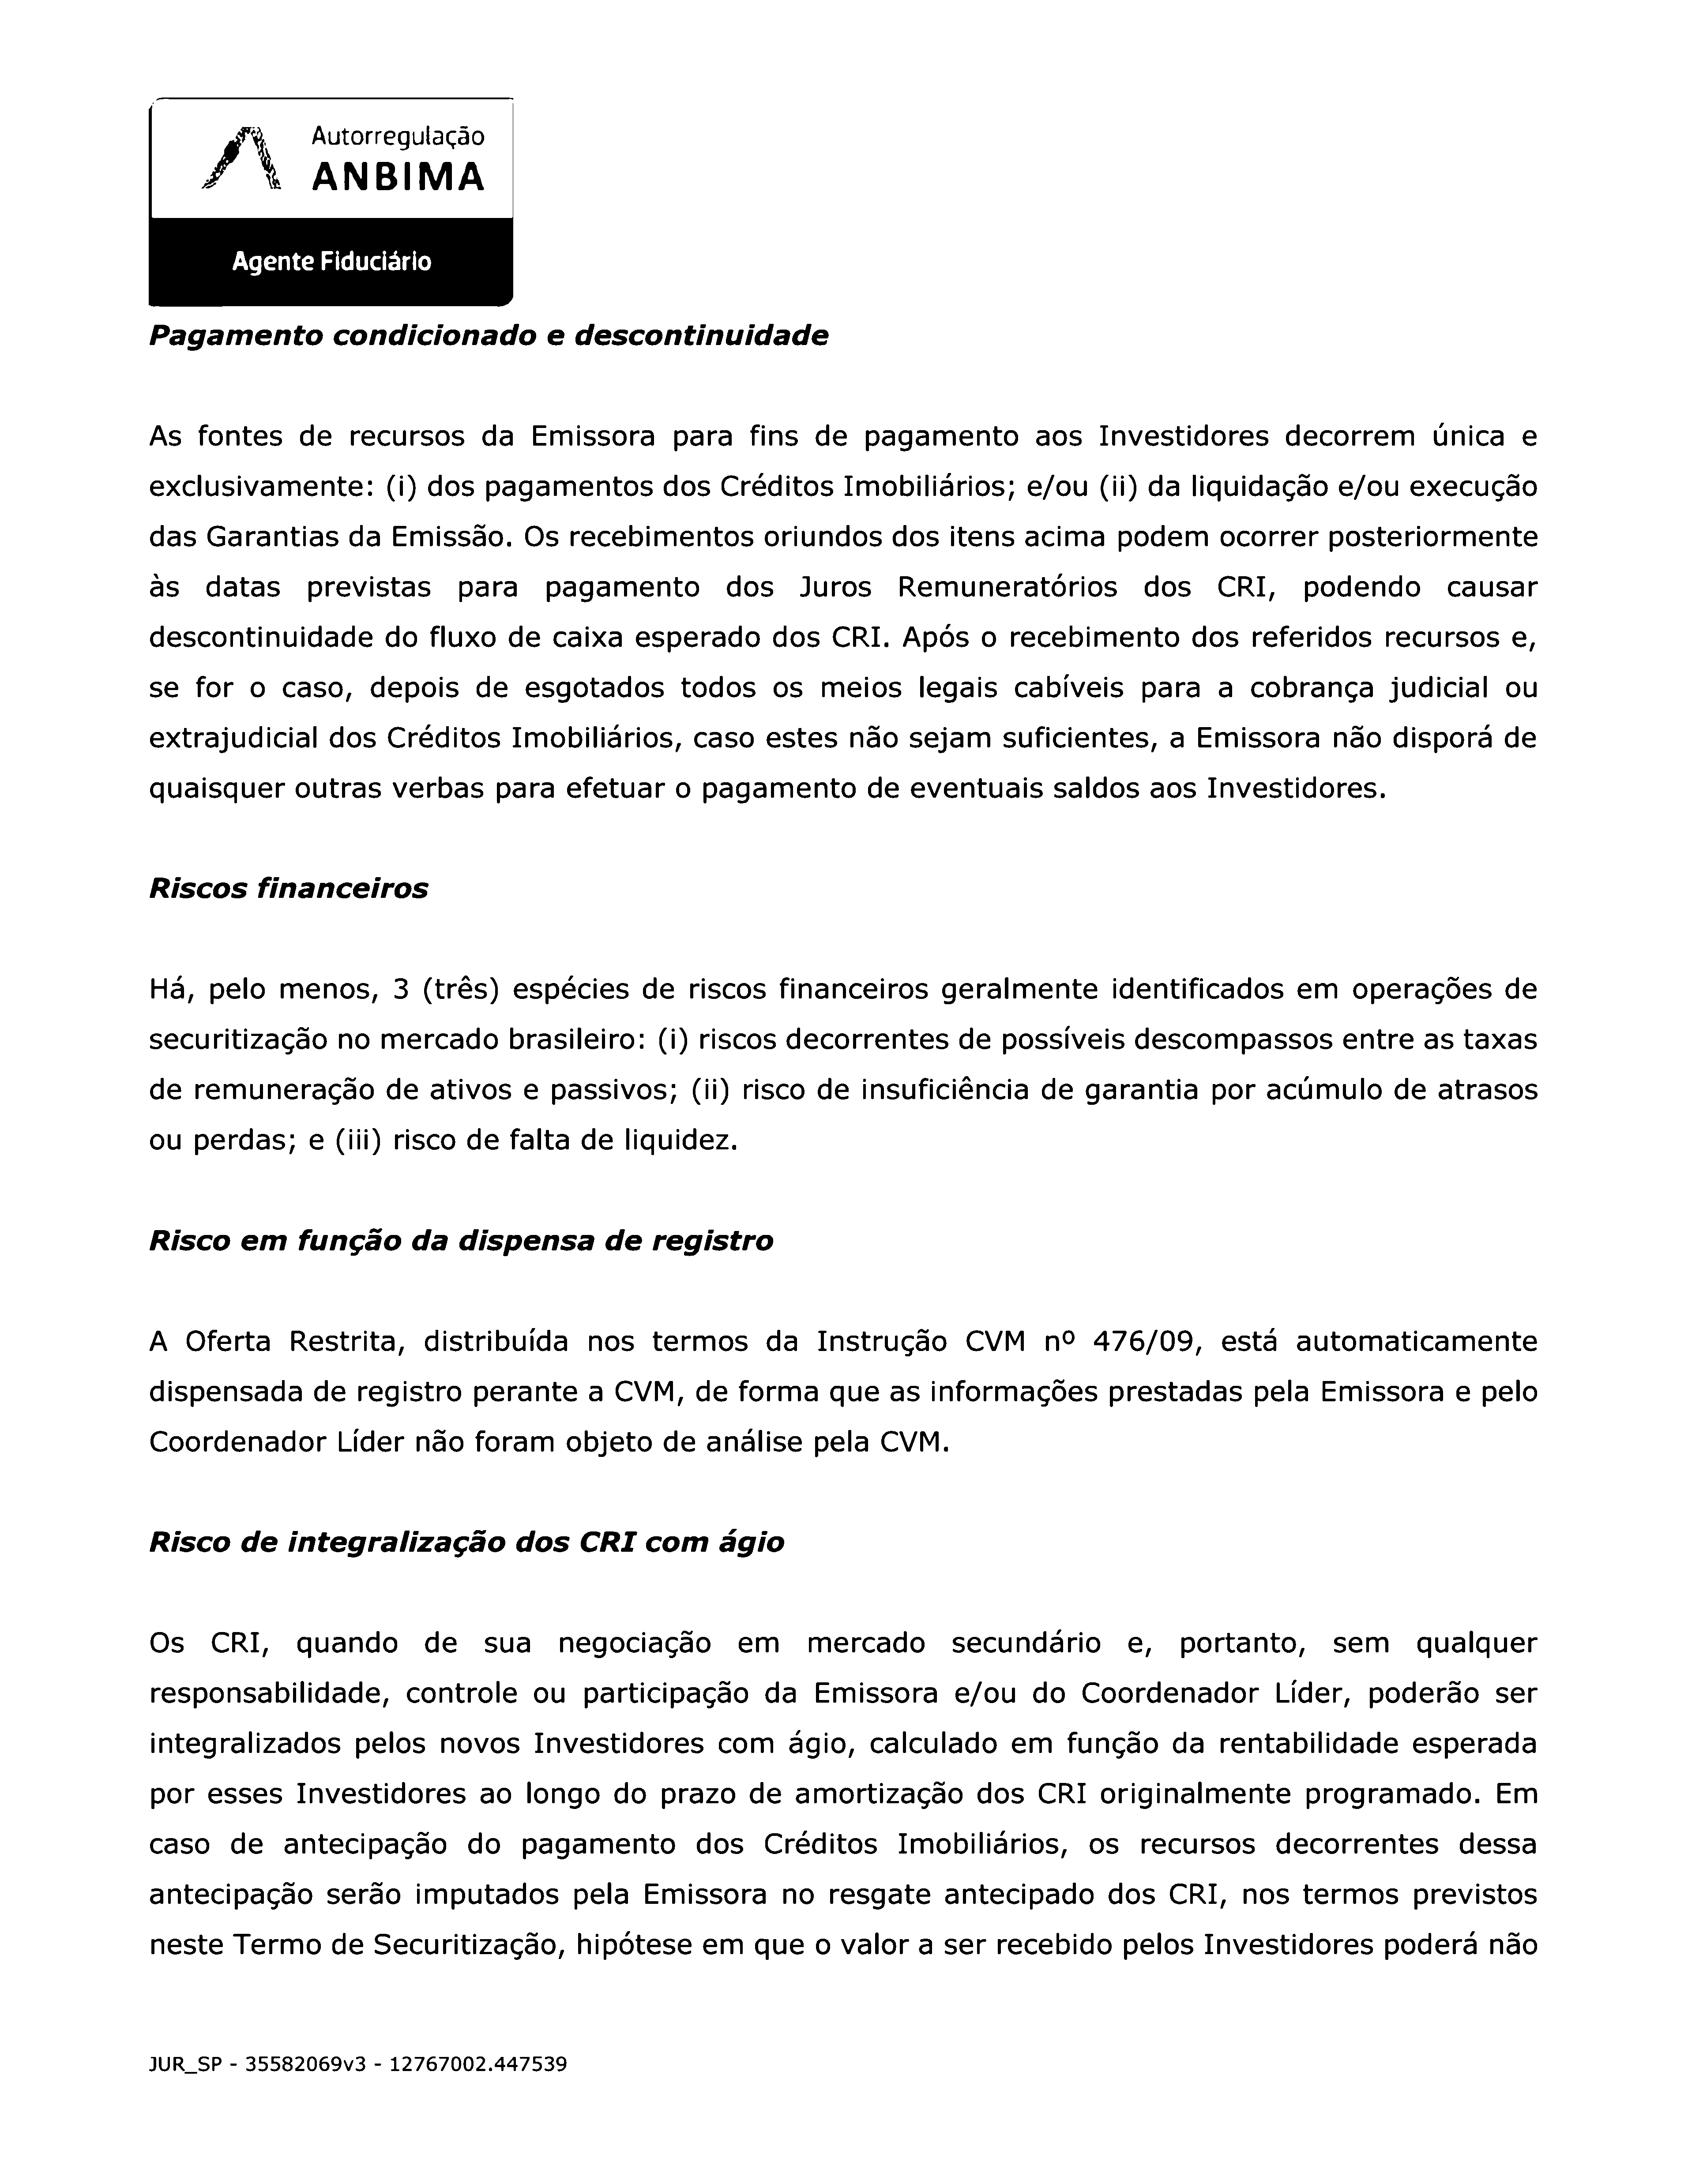 Autorregulação
ANBIMA
Agente Fiduciário
Pagamento condicionado e descontinuidade
As fontes de recursos da Emissora para fins de pagamento aos Investidores decorrem única e
exclusivamente: (i) dos pagamentos dos Créditos Imobiliários; e/ou (ii) da liquidação e/ou execução
das Garantias da Emissão. Os recebimentos oriundos dos itens acima podem ocorrer posteriormente
às datas previstas para pagamento dos Juros Remuneratórios dos CRI, podendo causar
descontinuidade do fluxo de caixa esperado dos CRI. Após o recebimento dos referidos recursos e,
se for o caso, depois de esgotados todos os meios legais cabíveis para a cobrança judicial ou
extrajudicial dos Créditos Imobiliários, caso estes não sejam suficientes, a Emissora não disporá de
quaisquer outras verbas para efetuar o pagamento de eventuais saldos aos Investidores.
Riscos financeiros
Há, pelo menos, 3 (três) espécies de riscos financeiros geralmente identificados em operações de
securitização no mercado brasileiro: (i) riscos decorrentes de possíveis descompassos entre as taxas
de remuneração de ativos e passivos; (ii) risco de insuficiência de garantia por acúmulo de atrasos
ou perdas; e (iii) risco de falta de liquidez.
Risco em função da dispensa de registro
A Oferta Restrita, distribuída nos termos da Instrução CVM nº 476/09, está automaticamente
dispensada de registro perante a CVM, de forma que as informações prestadas pela Emissora e pelo
Coordenador Líder não foram objeto de análise pela CVM.
Risco de integralização dos CRI com ágio
Os CRI, quando de sua negociação em mercado secundário e, portanto, sem qualquer
responsabilidade, controle ou participação da Emissora e/ou do Coordenador Líder, poderão ser
integralizados pelos novos Investidores com ágio, calculado em função da rentabilidade esperada
por esses Investidores ao longo do prazo de amortização dos CRI originalmente programado. Em
caso de antecipação do pagamento dos Créditos Imobiliários, os recursos decorrentes dessa
antecipação serão imputados pela Emissora no resgate antecipado dos CRI, nos termos previstos
neste Termo de Securitização, hipótese em que o valor a ser recebido pelos Investidores poderá não
JUR_SP - 35582069v3 - 12767002.447539